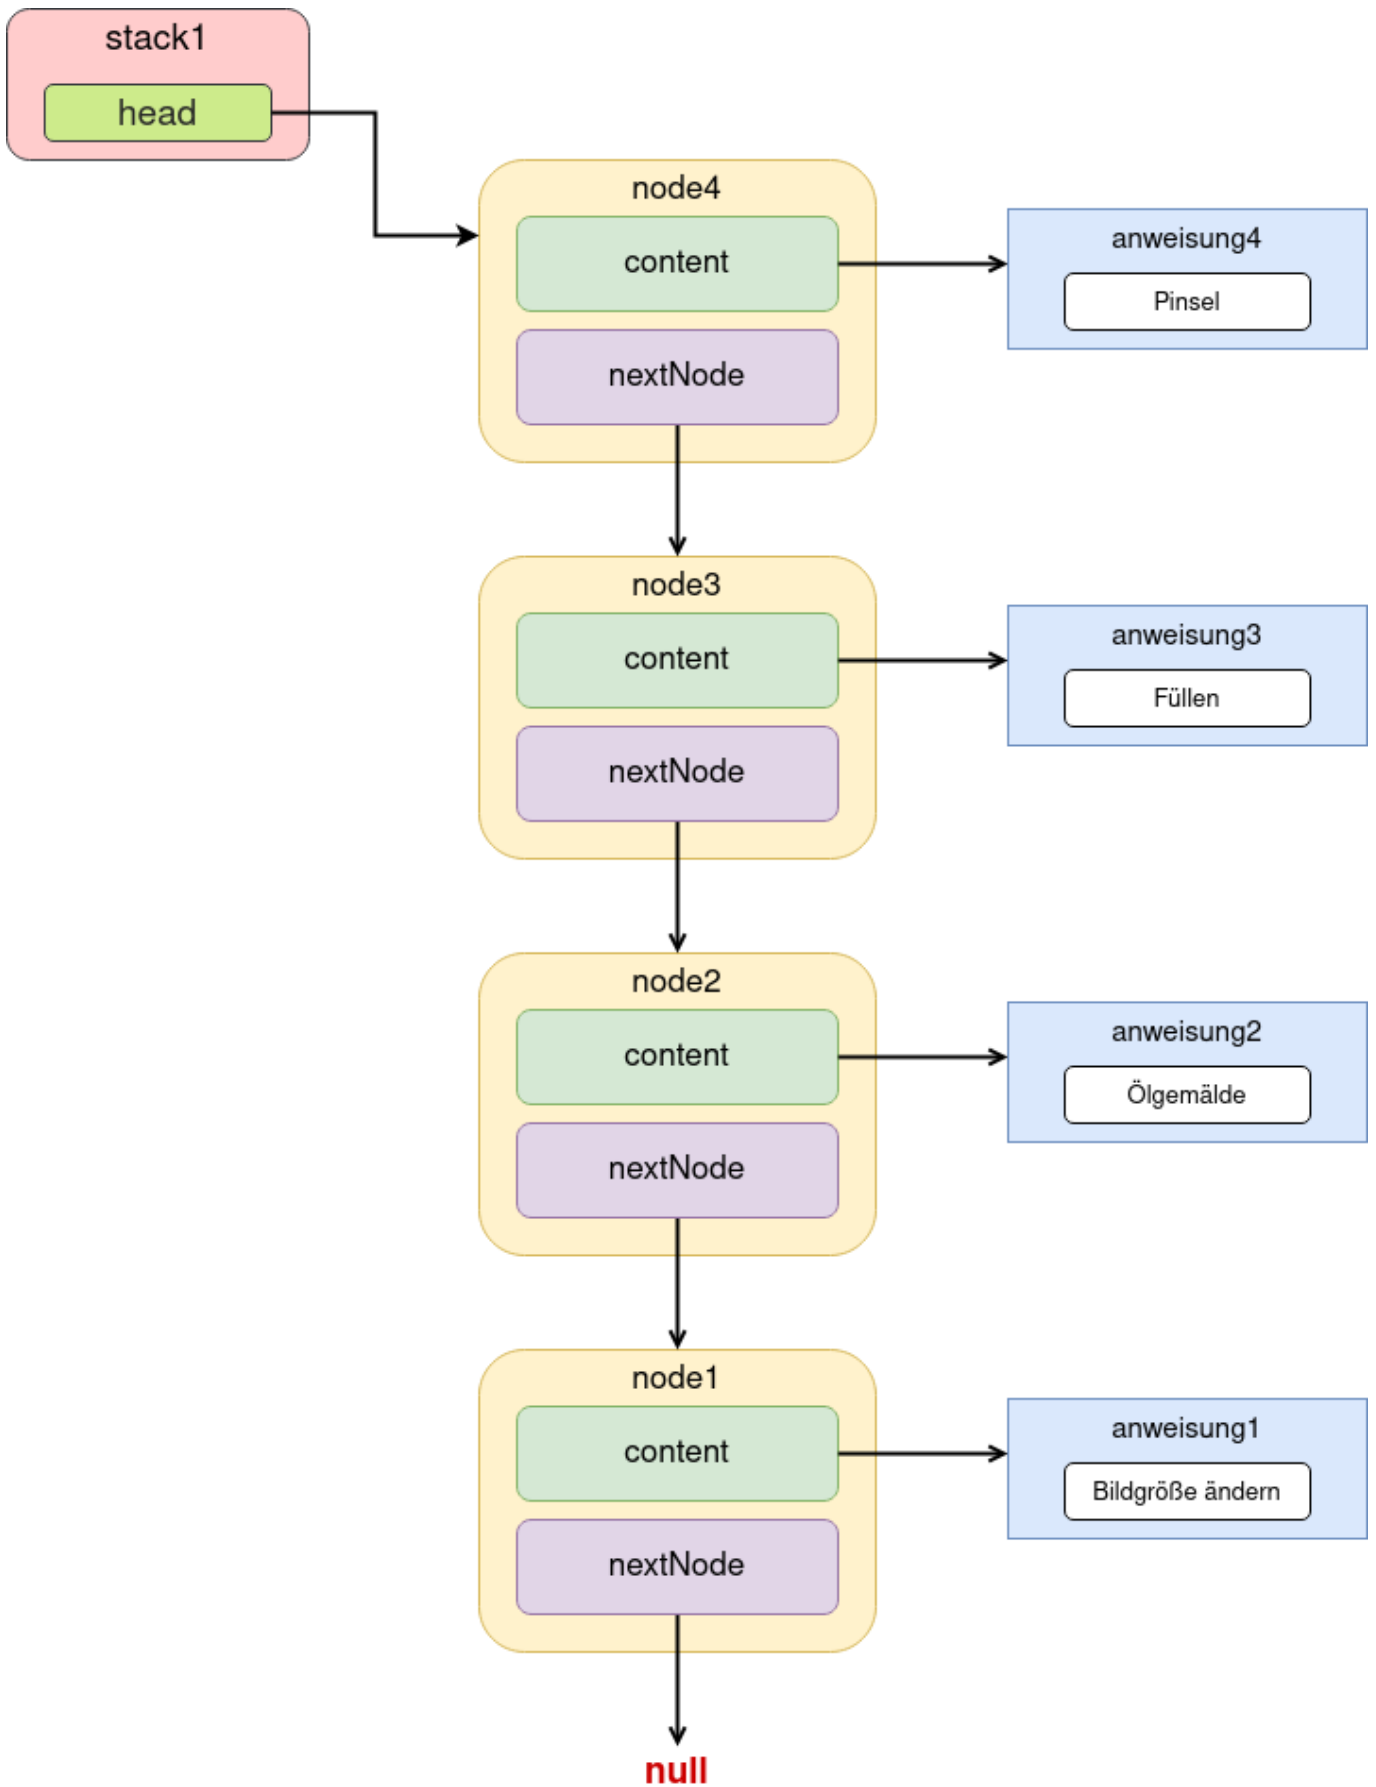 stack1
head
node4
content
nextNode
anweisung4
Pinsel
node3
content
nextNode
anweisung3
Füllen
node2
content
nextNode
anweisung2
Ölgemälde
node1
content
nextNode
anweisung1
Bildgröße ändern
null